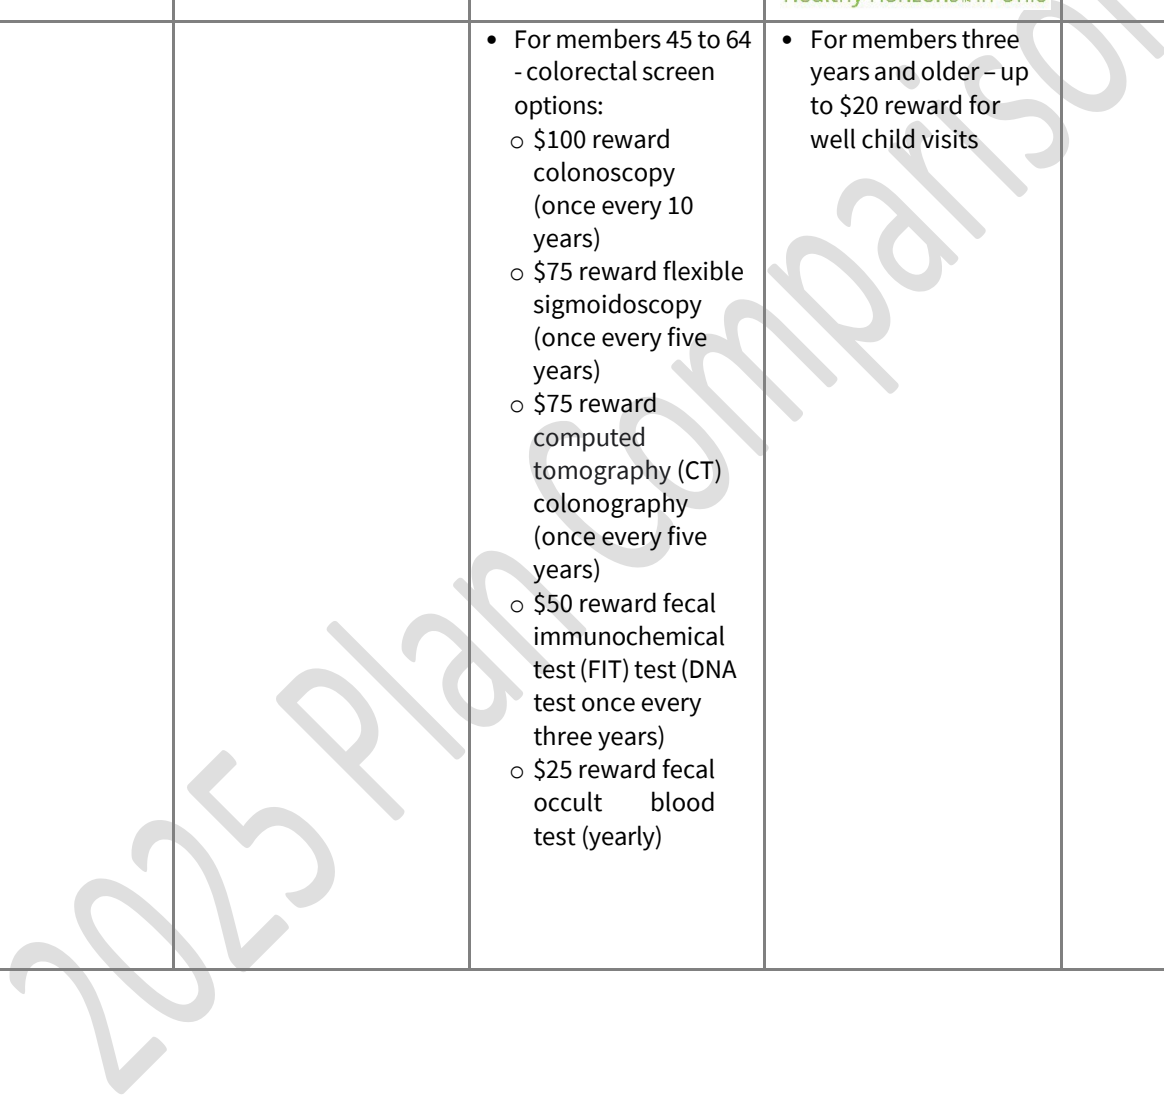 Healthy Horizons in Ohio
For members 45 to 64
- colorectal screen
options:
$100 reward
colonoscopy
(once every 10
years)
$75 reward flexible
sigmoidoscopy
(once every five
years)
$75 reward
computed
tomography (CT)
colonography
(once every five
years)
$50 reward fecal
immunochemical
test (FIT) test (DNA
test once every
three years)
$25 reward fecal
occult blood
test (yearly)
For members three
years and older – up
to $20 reward for
well child visits
2025 Plan Comparison